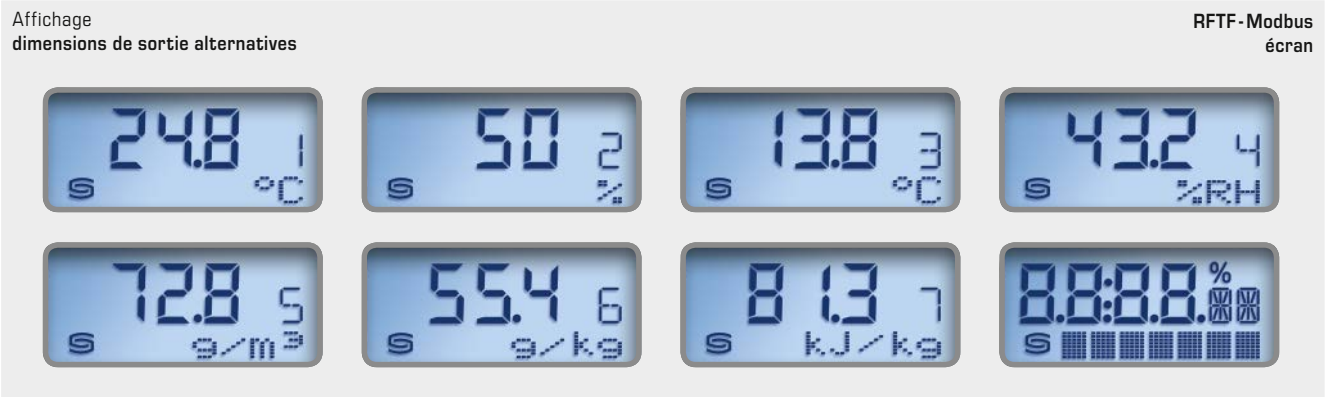 Affichage
dimensions de sortie alternatives
RFTF-Modbus
écran
24.8 1
°C
50 2
%
13.8 3
°C
43.2 4
%RH
72.8 5
g/m³
55.4 6
g/kg
81.3 7
kJ/kg
8.8:8.8.%